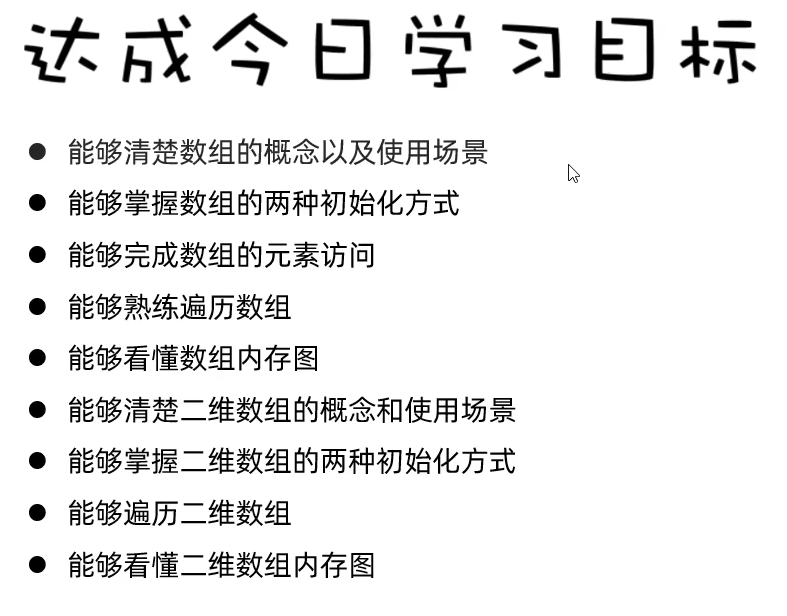 达成今日学习目标
● 能够清楚数组的概念以及使用场景
● 能够掌握数组的两种初始化方式
● 能够完成数组的元素访问
● 能够熟练遍历数组
● 能够看懂数组内存图
● 能够清楚二维数组的概念和使用场景
● 能够掌握二维数组的两种初始化方式
● 能够遍历二维数组
● 能够看懂二维数组内存图